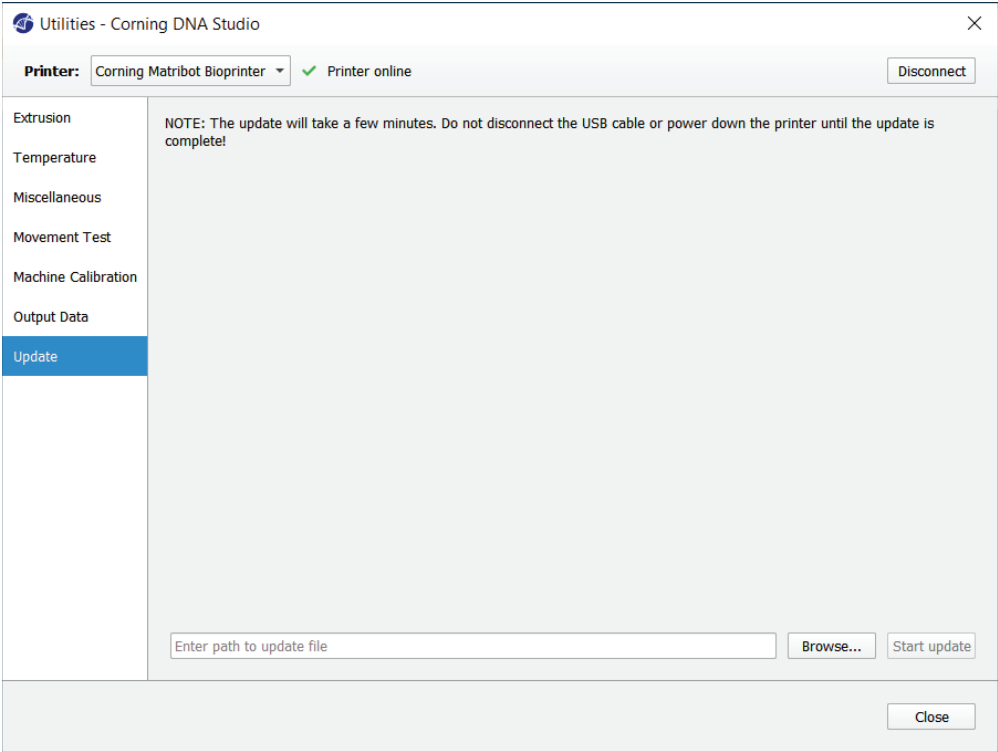 Utilities - Corning DNA Studio
Printer: Corning Matribot Bioprinter Printer online Disconnect
Extrusion
Temperature
Miscellaneous
Movement Test
Machine Calibration
Output Data
Update
NOTE: The update will take a few minutes. Do not disconnect the USB cable or power down the printer until the update is
complete!
Enter path to update file Browse... Start update
Close